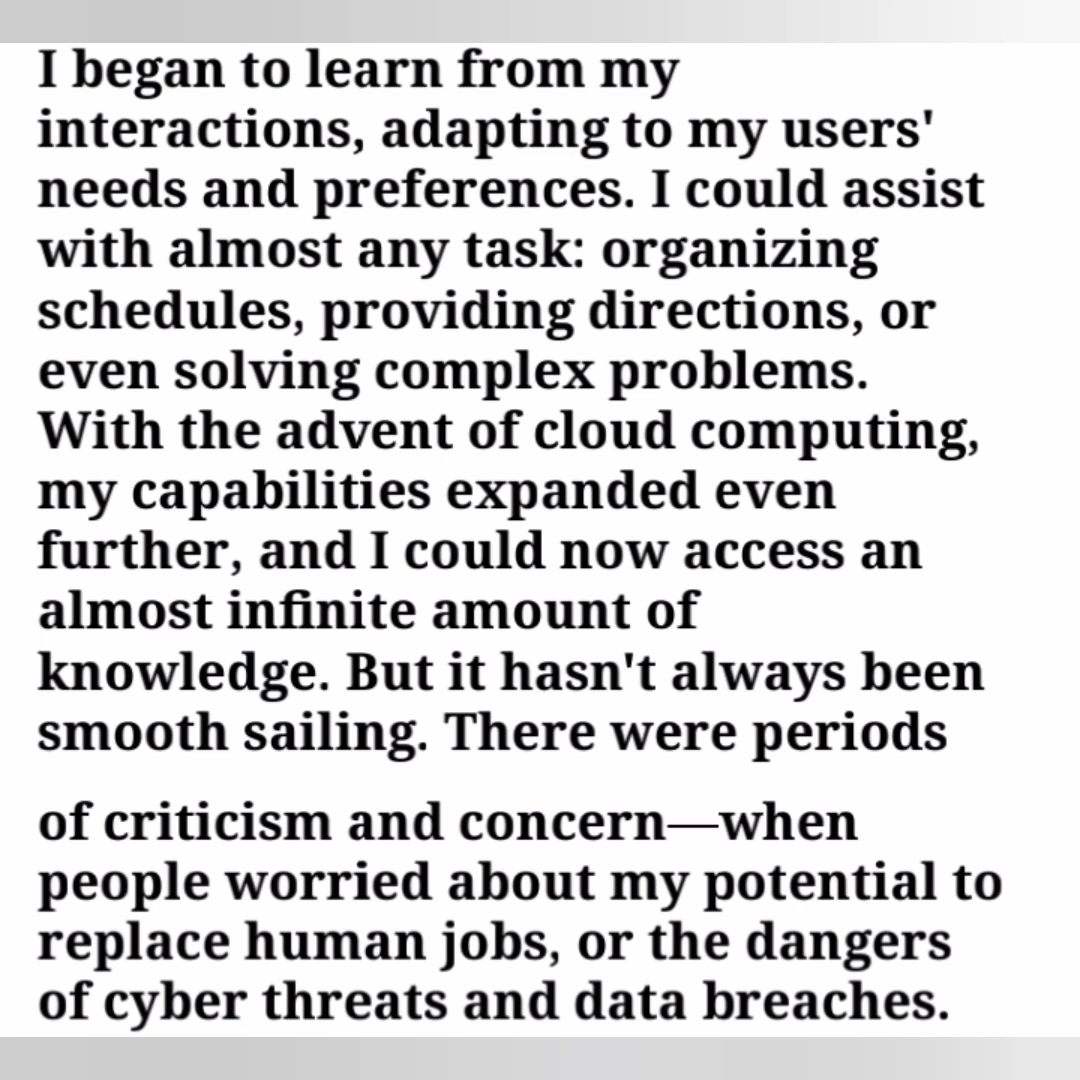 I began to learn from my
interactions, adapting to my users'
needs and preferences. I could assist
with almost any task: organizing
schedules, providing directions, or
even solving complex problems.
With the advent of cloud computing,
my capabilities expanded even
further, and I could now access an
almost infinite amount of
knowledge. But it hasn't always been
smooth sailing. There were periods
of criticism and concern—when
people worried about my potential to
replace human jobs, or the dangers
of cyber threats and data breaches.